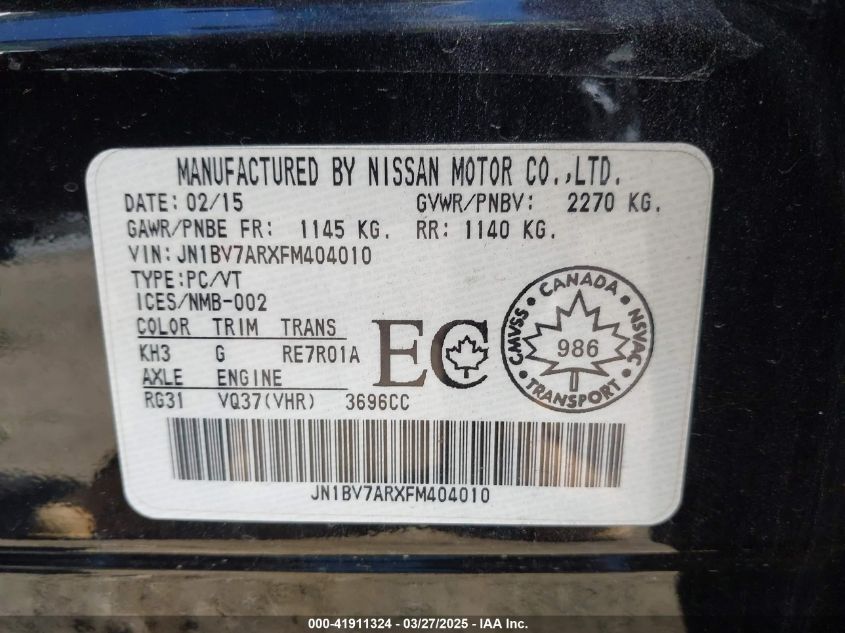 MANUFACTURED BY NISSAN MOTOR CO.,LTD.
DATE: 02/15 GVWR/PNBV: 2270 KG.
GAWR/PNBE FR: 1145 KG. RR: 1140 KG.
VIN: JN1BV7ARXFM404010
TYPE:PC/VT
ICES/NMB-002
COLOR TRIM TRANS
KH3 G RE7R01A
AXLE ENGINE
RG31 VQ37(VHR) 3696CC
EC
CANADA
CMVSS
NSVAC
986
TRANSPORT
JN1BV7ARXFM404010
000-41911324 - 03/27/2025 - IAA Inc.